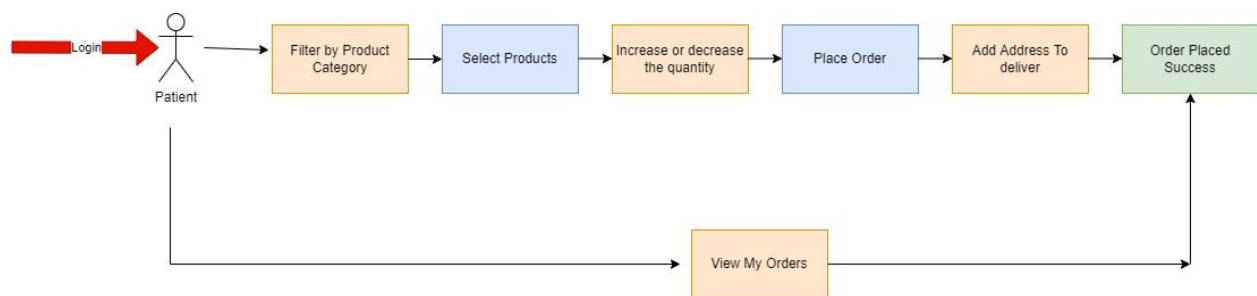 Login
Patient
Filter by Product
Category
Select Products
Increase or decrease
the quantity
Place Order
Add Address To
deliver
Order Placed
Success
View My Orders